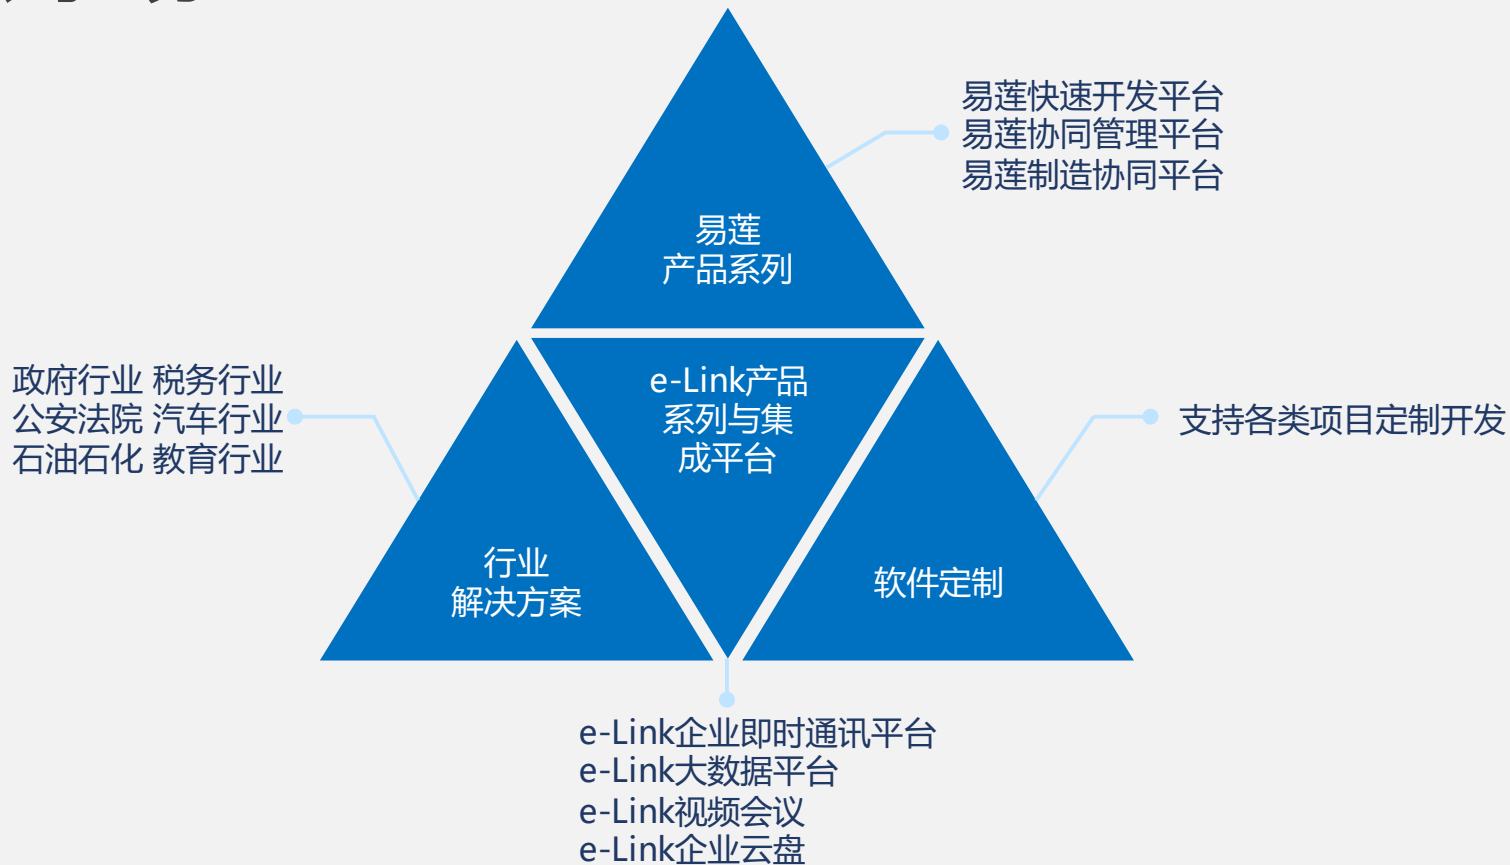 易莲快速开发平台
易莲协同管理平台
易莲制造协同平台
易莲
产品系列
政府行业 税务行业
公安法院 汽车行业
石油石化 教育行业
e-Link产品
系列与集
成平台
支持各类项目定制开发
行业
解决方案
软件定制
e-Link企业即时通讯平台
e-Link大数据平台
e-Link视频会议
e-Link企业云盘